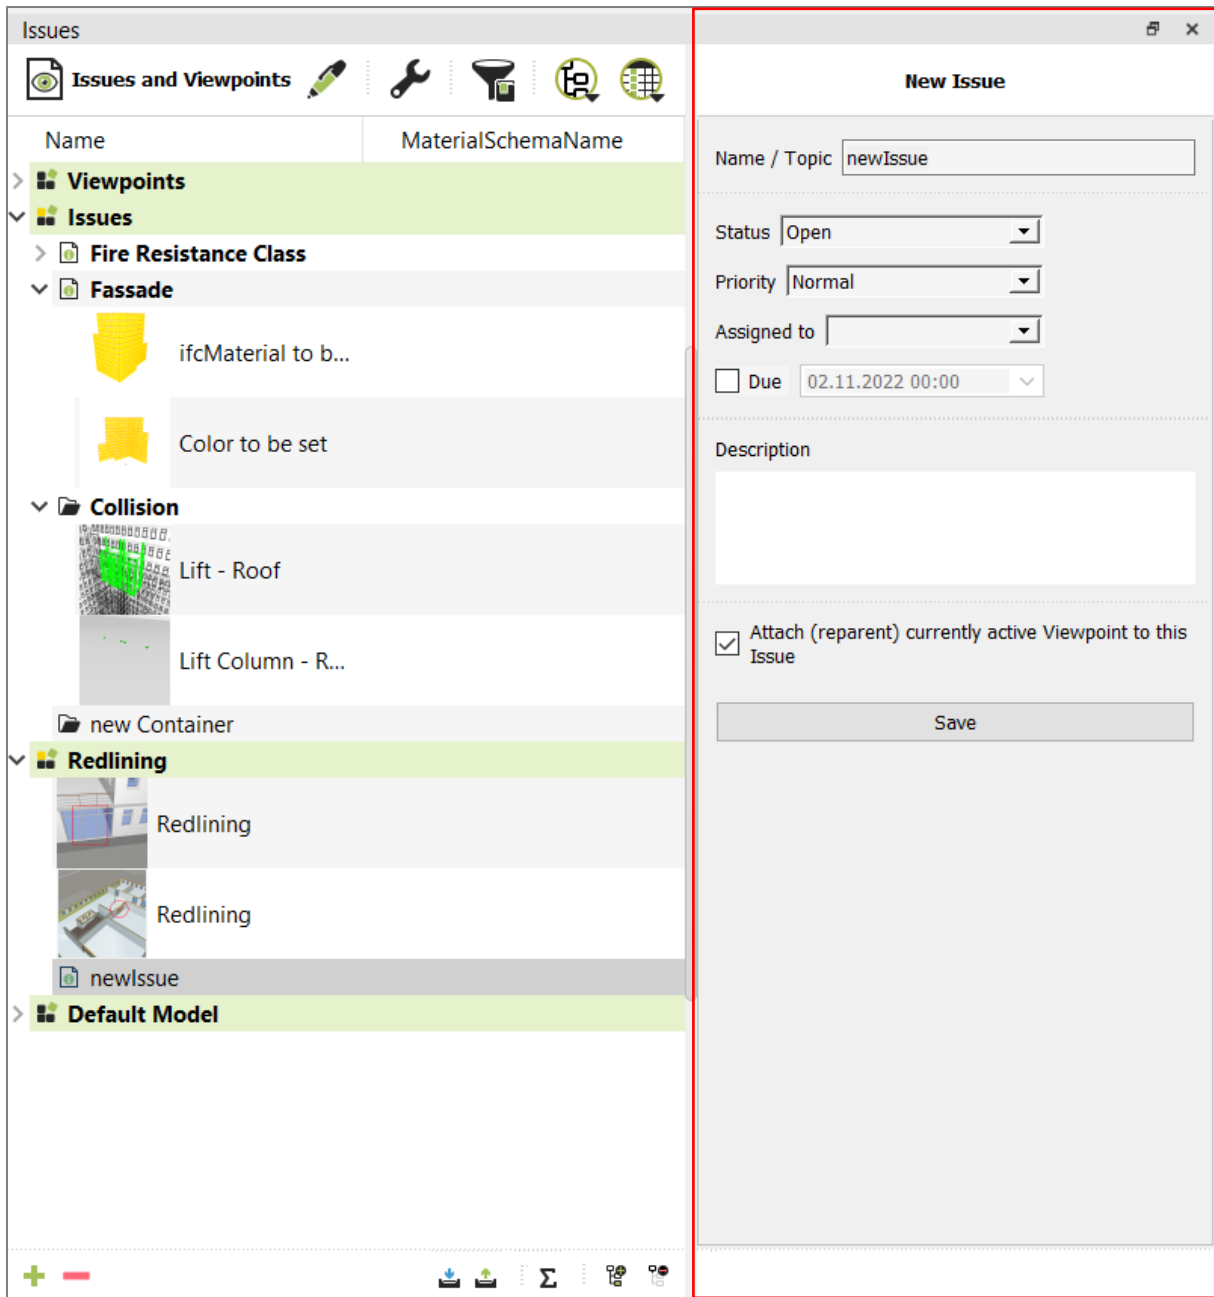 Issues
Issues and Viewpoints
Name MaterialSchemaName
Viewpoints
Issues
Fire Resistance Class
Fassade
ifcMaterial to b...
Color to be set
Collision
Lift - Roof
Lift Column - R...
new Container
Redlining
Redlining
Redlining
newIssue
Default Model
New Issue
Name / Topic newIssue
Status Open
Priority Normal
Assigned to
Due 02.11.2022 00:00
Description
Attach (reparent) currently active Viewpoint to this
Issue
Save